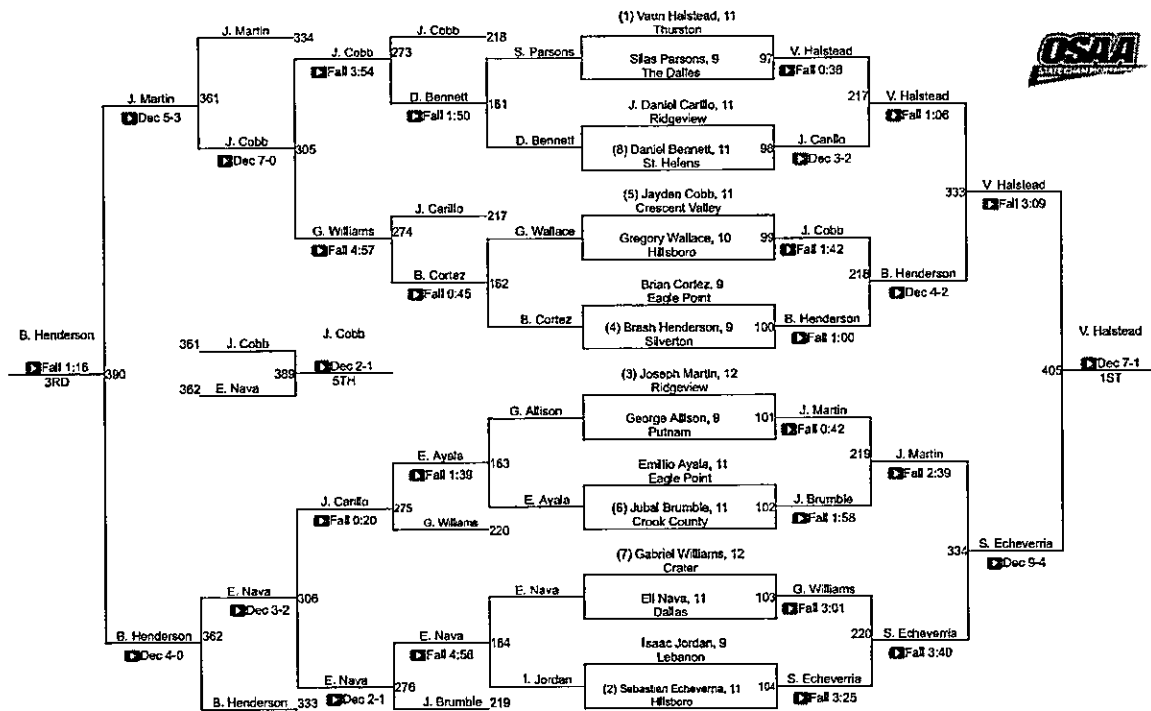 (1) Vaun Halstead, 11
Thurston
Silas Parsons, 9
The Dalles
97
V. Halstead
Fall 0:38
J. Daniel Carillo, 11
Ridgeview
(8) Daniel Bennett, 11
St. Helens
98
J. Carillo
Dec 3-2
217
V. Halstead
Fall 1:06
(5) Jayden Cobb, 11
Crescent Valley
Gregory Wallace, 10
Hillsboro
99
J. Cobb
Fall 1:42
Brian Cortez, 9
Eagle Point
(4) Brash Henderson, 9
Silverton
100
B. Henderson
Fall 1:00
218
B. Henderson
Dec 4-2
333
V. Halstead
Fall 3:09
(3) Joseph Martin, 12
Ridgeview
George Allison, 9
Putnam
101
J. Martin
Fall 0:42
Emilio Ayala, 11
Eagle Point
(6) Jubal Brumble, 11
Crook County
102
J. Brumble
Fall 1:58
219
J. Martin
Fall 2:39
(7) Gabriel Williams, 12
Crater
Eli Nava, 11
Dallas
103
G. Williams
Fall 3:01
Isaac Jordan, 9
Lebanon
(2) Sebastien Echeverria, 11
Hillsboro
104
S. Echeverria
Fall 3:25
220
S. Echeverria
Fall 3:40
334
S. Echeverria
Dec 9-4
405
V. Halstead
Dec 7-1
1ST
OSAA
STATE CHAMPIONSHIPS
S. Parsons
D. Bennett
161
D. Bennett
Fall 1:50
J. Cobb
218
273
J. Cobb
Fall 3:54
G. Wallace
B. Cortez
162
B. Cortez
Fall 0:45
J. Carillo
217
274
G. Williams
Fall 4:57
305
J. Cobb
Dec 7-0
J. Martin
334
361
J. Martin
Dec 5-3
G. Allison
E. Ayala
163
E. Ayala
Fall 1:39
G. Williams
220
275
J. Carillo
Fall 0:20
E. Nava
I. Jordan
164
E. Nava
Fall 4:56
J. Brumble
219
276
E. Nava
Dec 2-1
306
E. Nava
Dec 3-2
B. Henderson
333
362
B. Henderson
Dec 4-0
390
B. Henderson
Fall 1:16
3RD
361
J. Cobb
362
E. Nava
389
J. Cobb
Dec 2-1
5TH